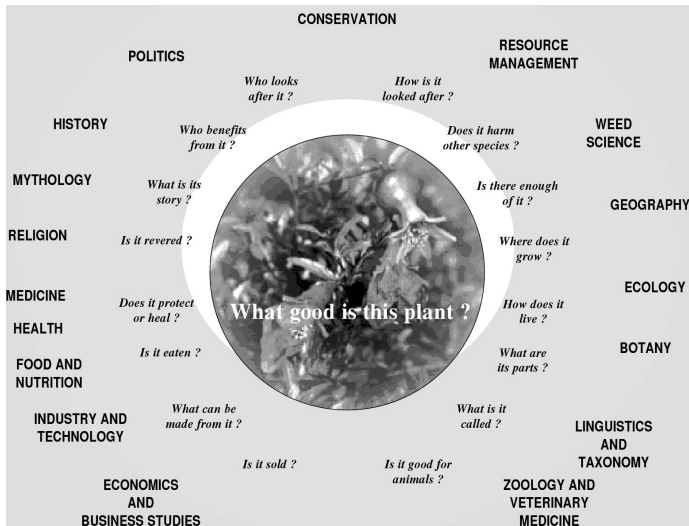 CONSERVATION
POLITICS
RESOURCE
MANAGEMENT
Who looks
after it ?
How is it
looked after ?
HISTORY
Who benefits
from it ?
Does it harm
other species ?
WEED
SCIENCE
MYTHOLOGY
What is its
story ?
Is there enough
of it ?
GEOGRAPHY
RELIGION
Is it revered ?
Where does it
grow ?
MEDICINE
HEALTH
Does it protect
or heal ?
What good is this plant ?
How does it
live ?
ECOLOGY
FOOD AND
NUTRITION
Is it eaten ?
What are
its parts ?
BOTANY
INDUSTRY AND
TECHNOLOGY
What can be
made from it ?
What is it
called ?
LINGUISTICS
AND
TAXONOMY
Is it sold ?
Is it good for
animals ?
ECONOMICS
AND
BUSINESS STUDIES
ZOOLOGY AND
VETERINARY
MEDICINE